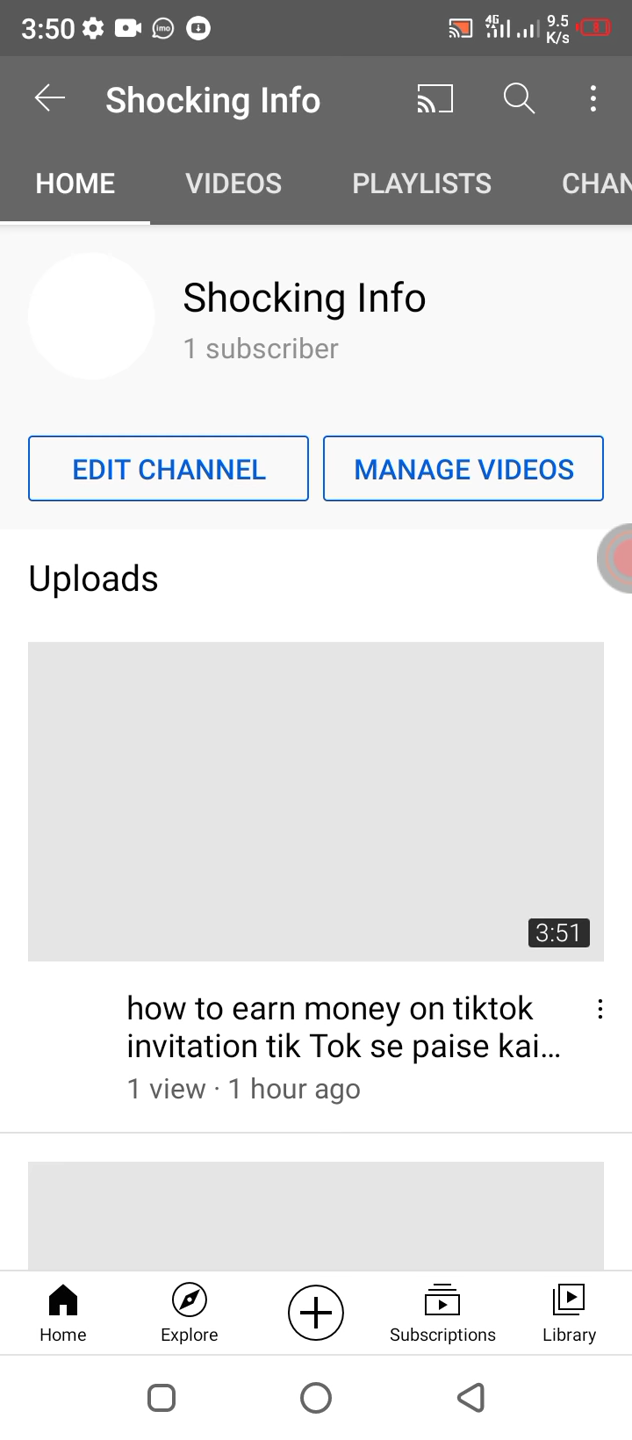 3:50
imo
4G
9.5
K/s
Shocking Info
HOME VIDEOS PLAYLISTS CHAN
Shocking Info
1 subscriber
EDIT CHANNEL MANAGE VIDEOS
Uploads
3:51
how to earn money on tiktok
invitation tik Tok se paise kai...
1 view · 1 hour ago
Home Explore Subscriptions Library